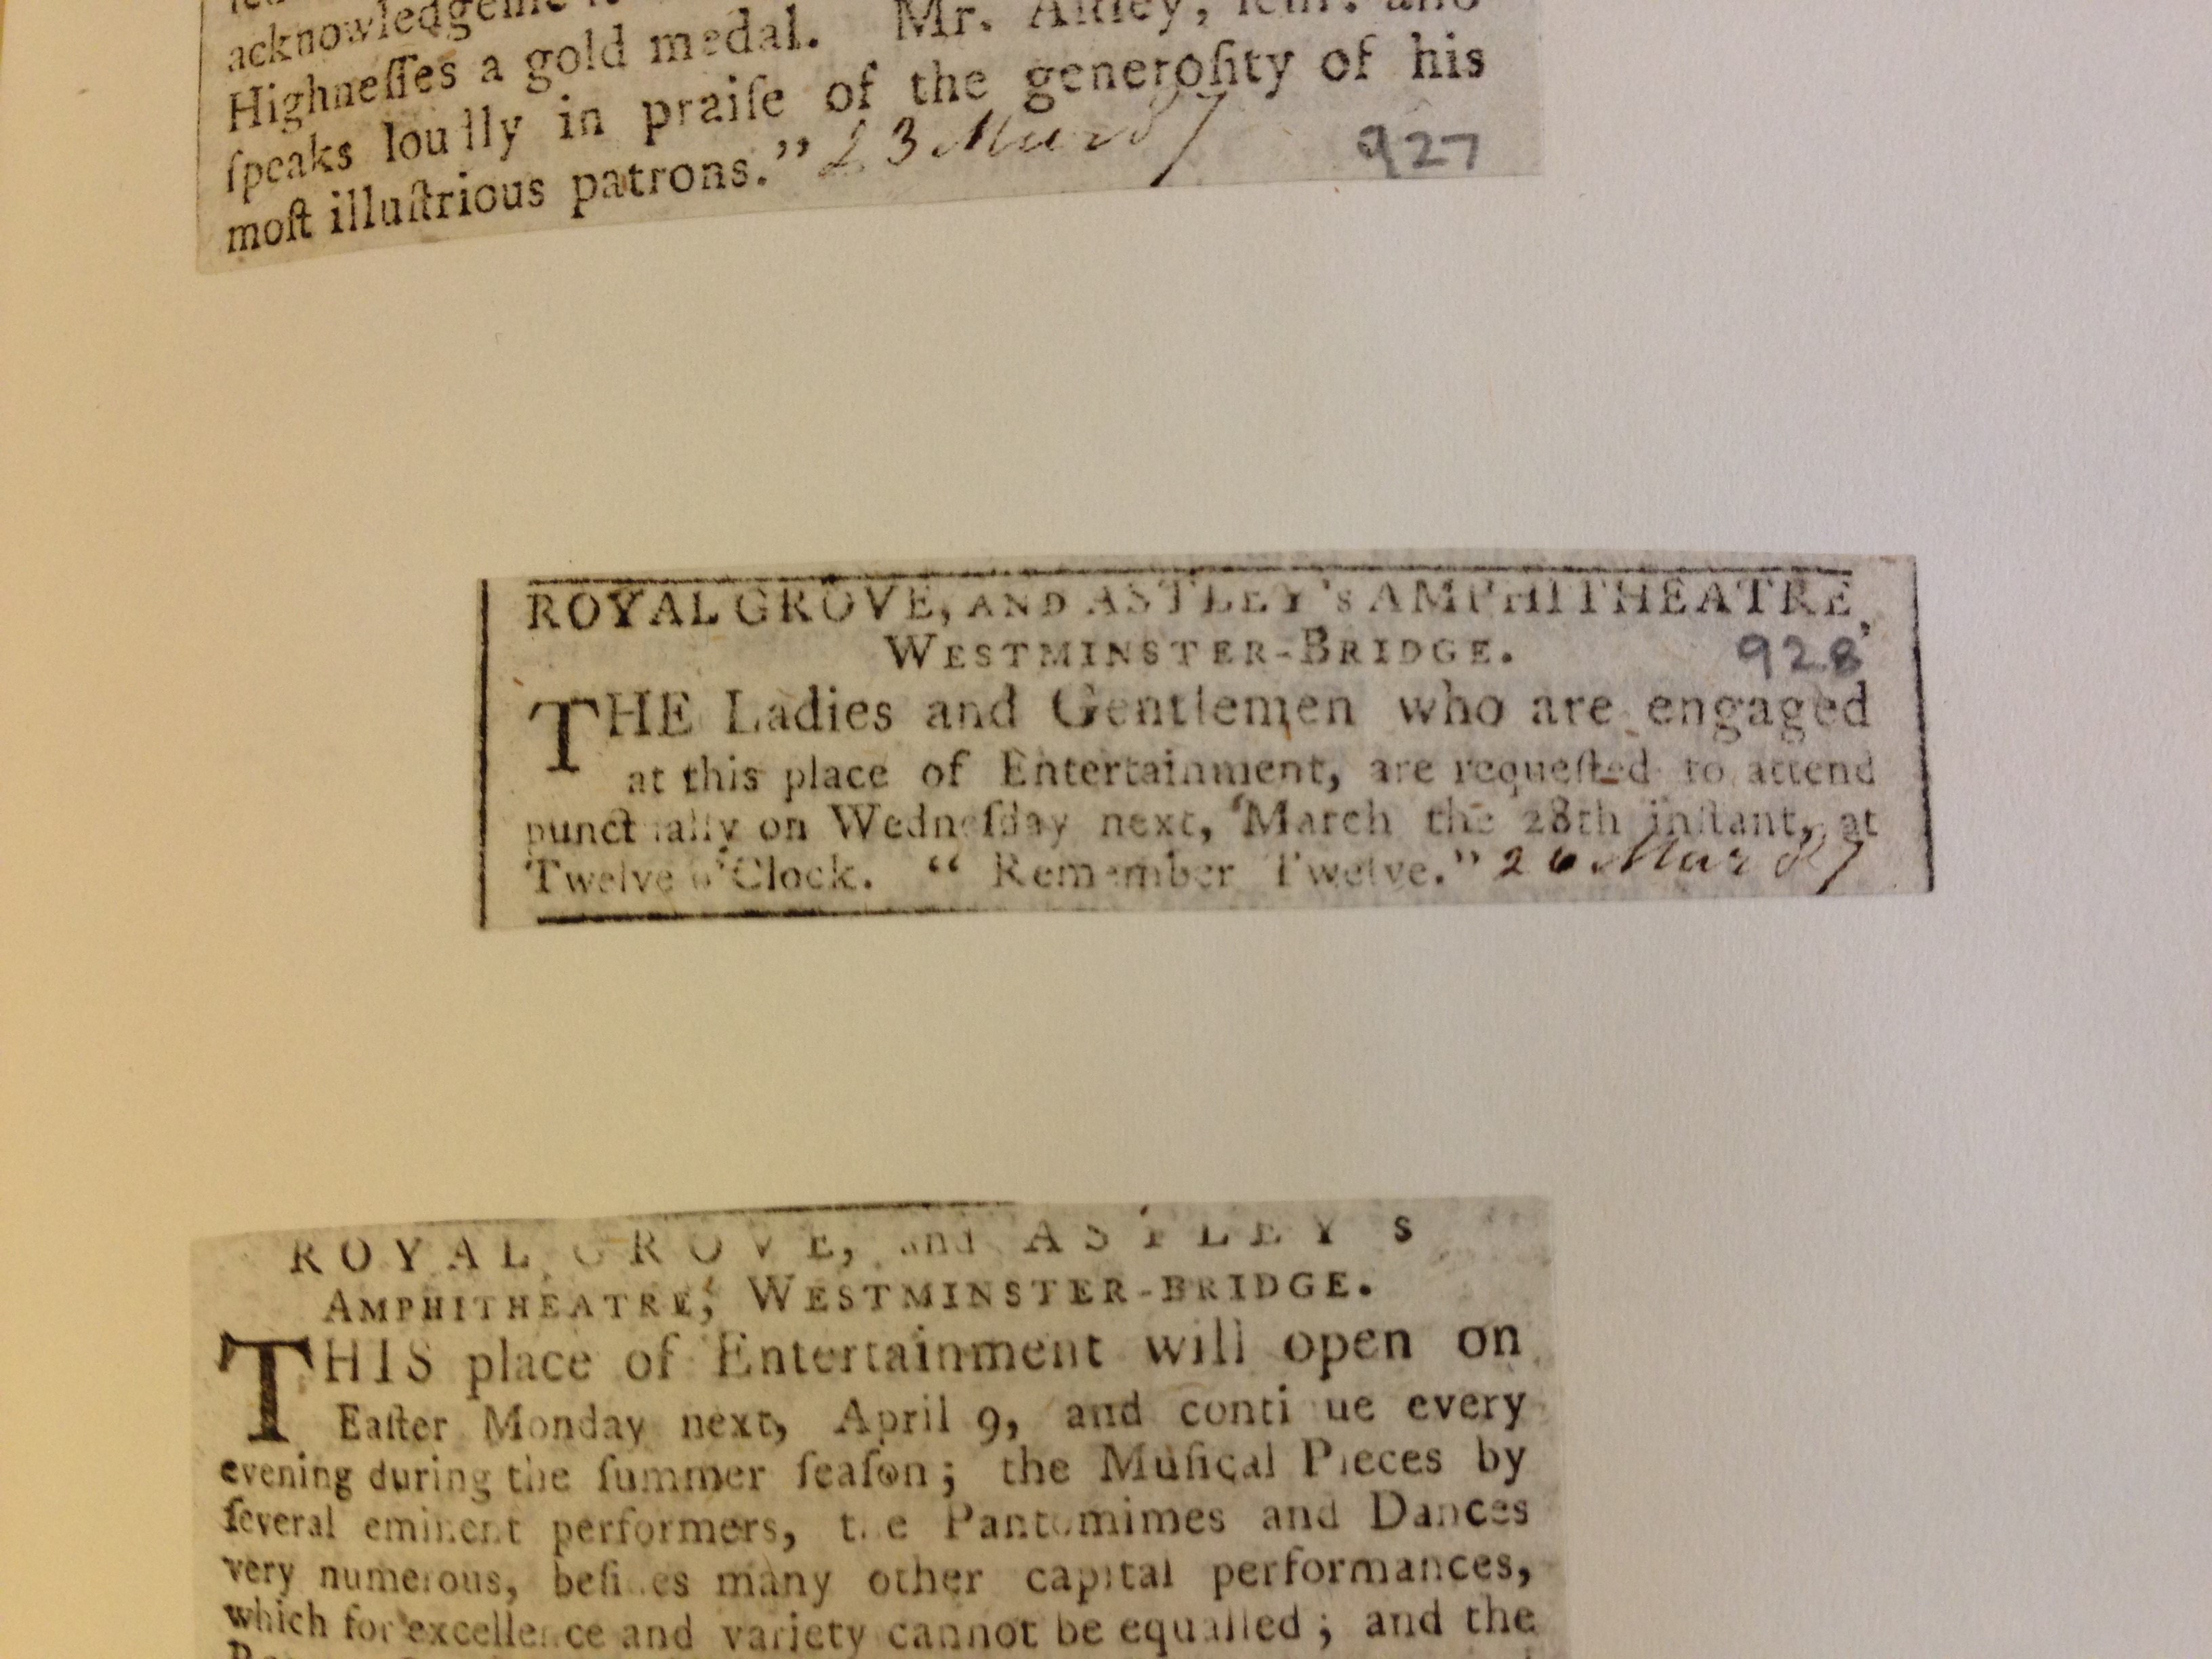 acknowledgeme
Highneſſes a gold medal. Mr.
ſpeaks loudly in praiſe of the generoſity of his
moſt illuſtrious patrons." 23 Mar 87
927
ROYAL GROVE, AND ASTLEY's AMPHITHEATRE,
WESTMINSTER-BRIDGE. 928
THE Ladies and Gentlemen who are engaged
at this place of Entertainment, are requeſted to attend
punctually on Wedneſday next, March the 28th inſtant, at
Twelve o'Clock. " Remember Twelve." 26 Mar 87
ROYAL GROVE, and ASTLEY's
AMPHITHEATRE, WESTMINSTER-BRIDGE.
THIS place of Entertainment will open on
Eaſter Monday next, April 9, and conti ue every
evening during the ſummer ſeaſon; the Muſical Pieces by
ſeveral eminent performers, the Pantomimes and Dances
very numerous, beſides many other capital performances,
which for excellence and variety cannot be equalled; and the